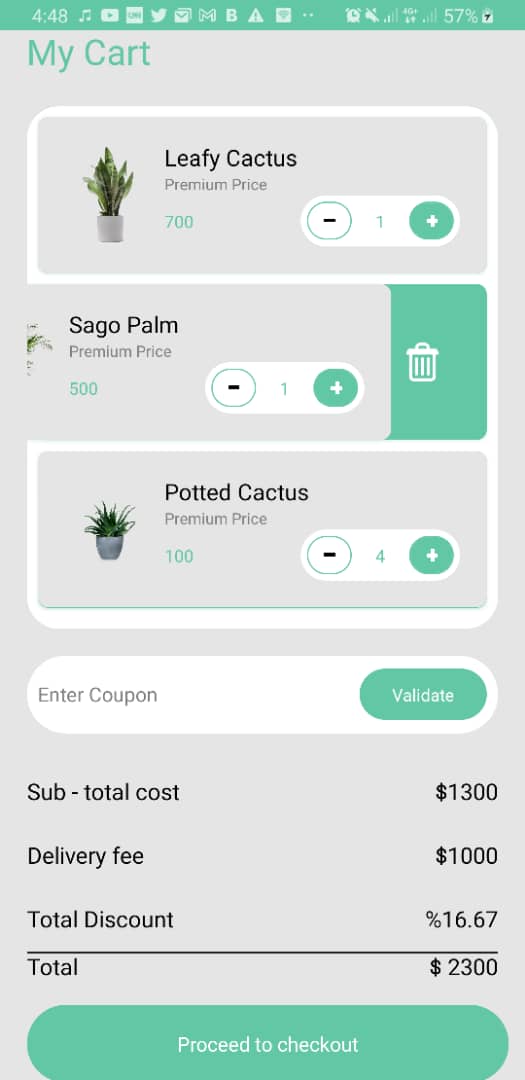 4:48 57%
My Cart
Leafy Cactus
Premium Price
700
- 1 +
Sago Palm
Premium Price
500
- 1 +
Potted Cactus
Premium Price
100
- 4 +
Enter Coupon
Validate
Sub - total cost $1300
Delivery fee $1000
Total Discount %16.67
Total $ 2300
Proceed to checkout